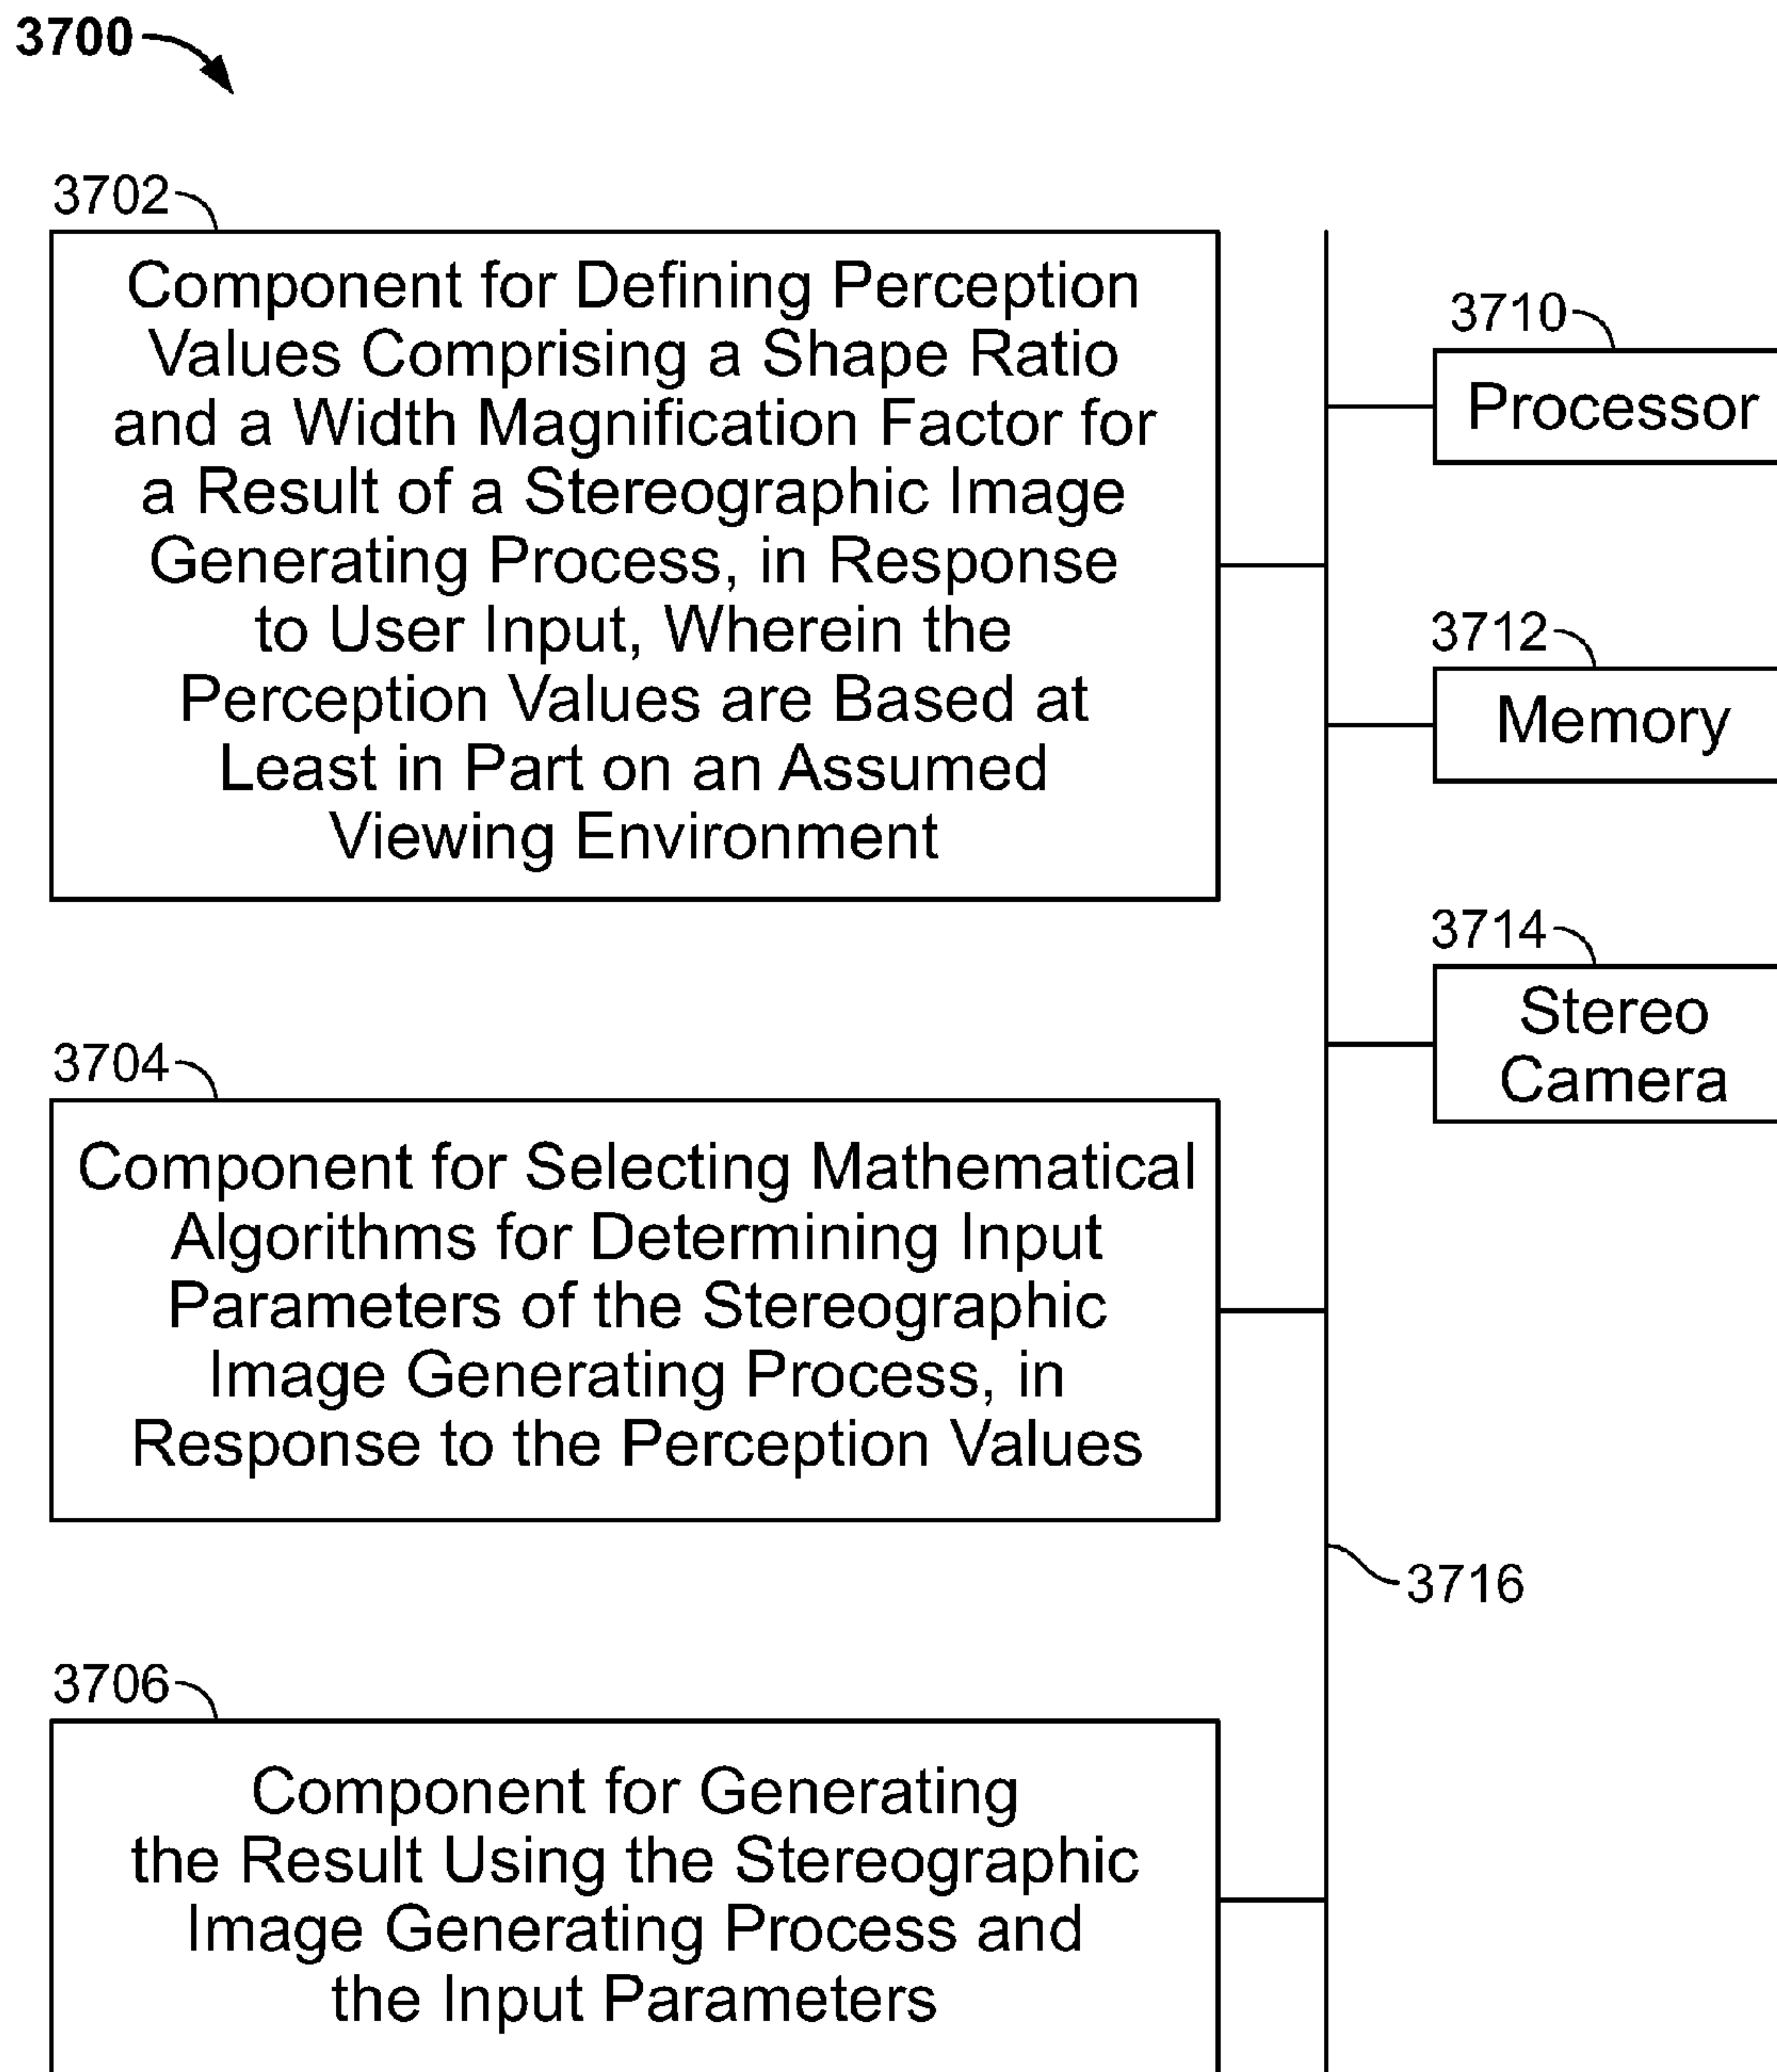 3700
3702
Component for Defining Perception
Values Comprising a Shape Ratio
and a Width Magnification Factor for
a Result of a Stereographic Image
Generating Process, in Response
to User Input, Wherein the
Perception Values are Based at
Least in Part on an Assumed
Viewing Environment
3710
Processor
3712
Memory
3714
Stereo
Camera
3704
Component for Selecting Mathematical
Algorithms for Determining Input
Parameters of the Stereographic
Image Generating Process, in
Response to the Perception Values
3716
3706
Component for Generating
the Result Using the Stereographic
Image Generating Process and
the Input Parameters